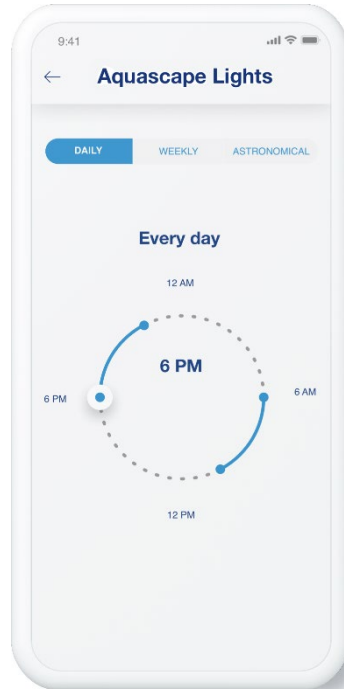 9:41
Aquascape Lights
DAILY WEEKLY ASTRONOMICAL
Every day
12 AM
6 PM
6 PM
6 AM
12 PM